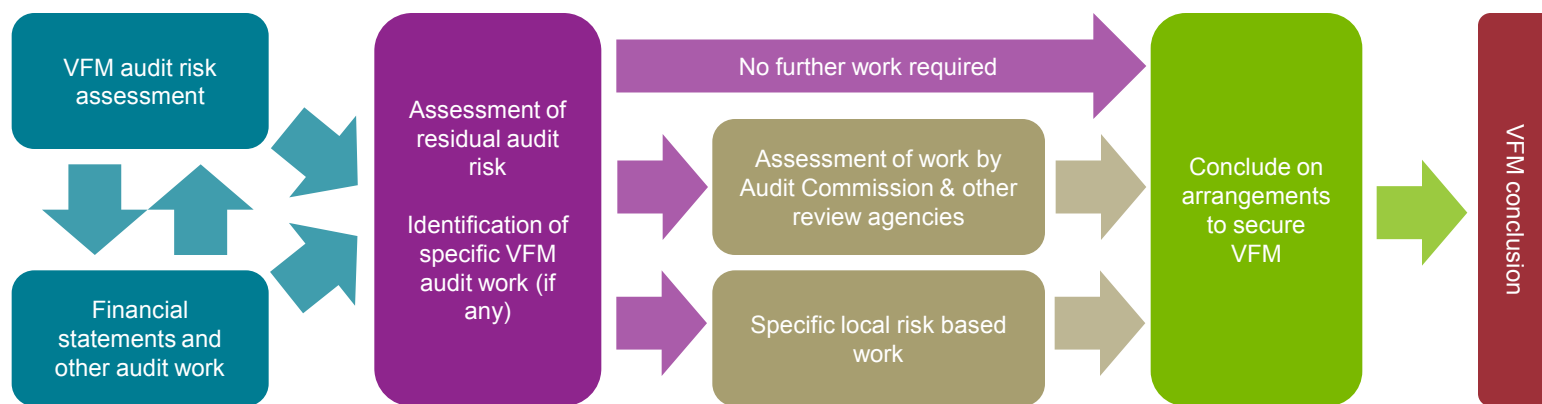 VFM audit risk
assessment
Financial
statements and
other audit work
Assessment of
residual audit
risk
Identification of
specific VFM
audit work (if
any)
No further work required
Assessment of work by
Audit Commission & other
review agencies
Specific local risk based
work
Conclude on
arrangements
to secure
VFM
VFM conclusion